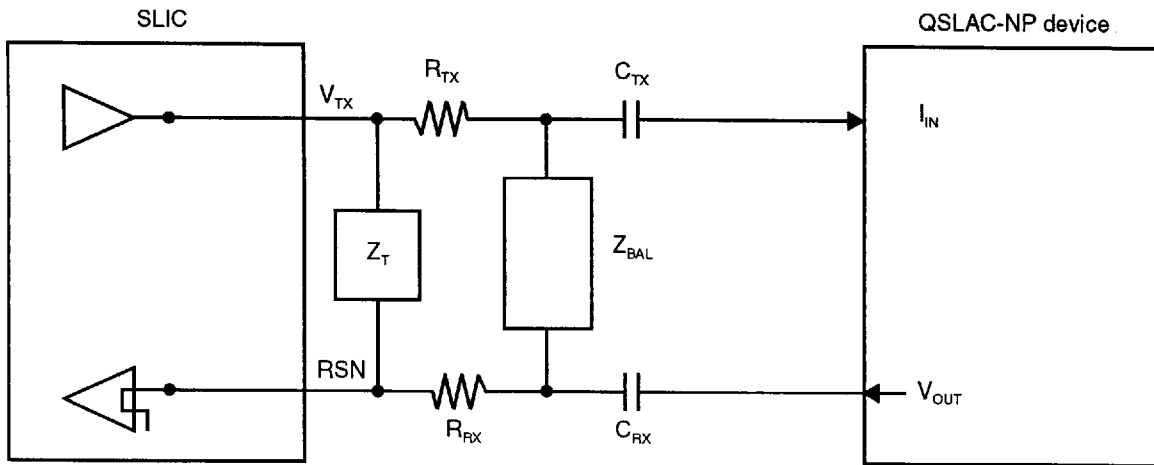 SLIC
QSLAC-NP device
R_TX
C_TX
V_TX
I_IN
Z_T
Z_BAL
RSN
V_OUT
R_RX
C_RX